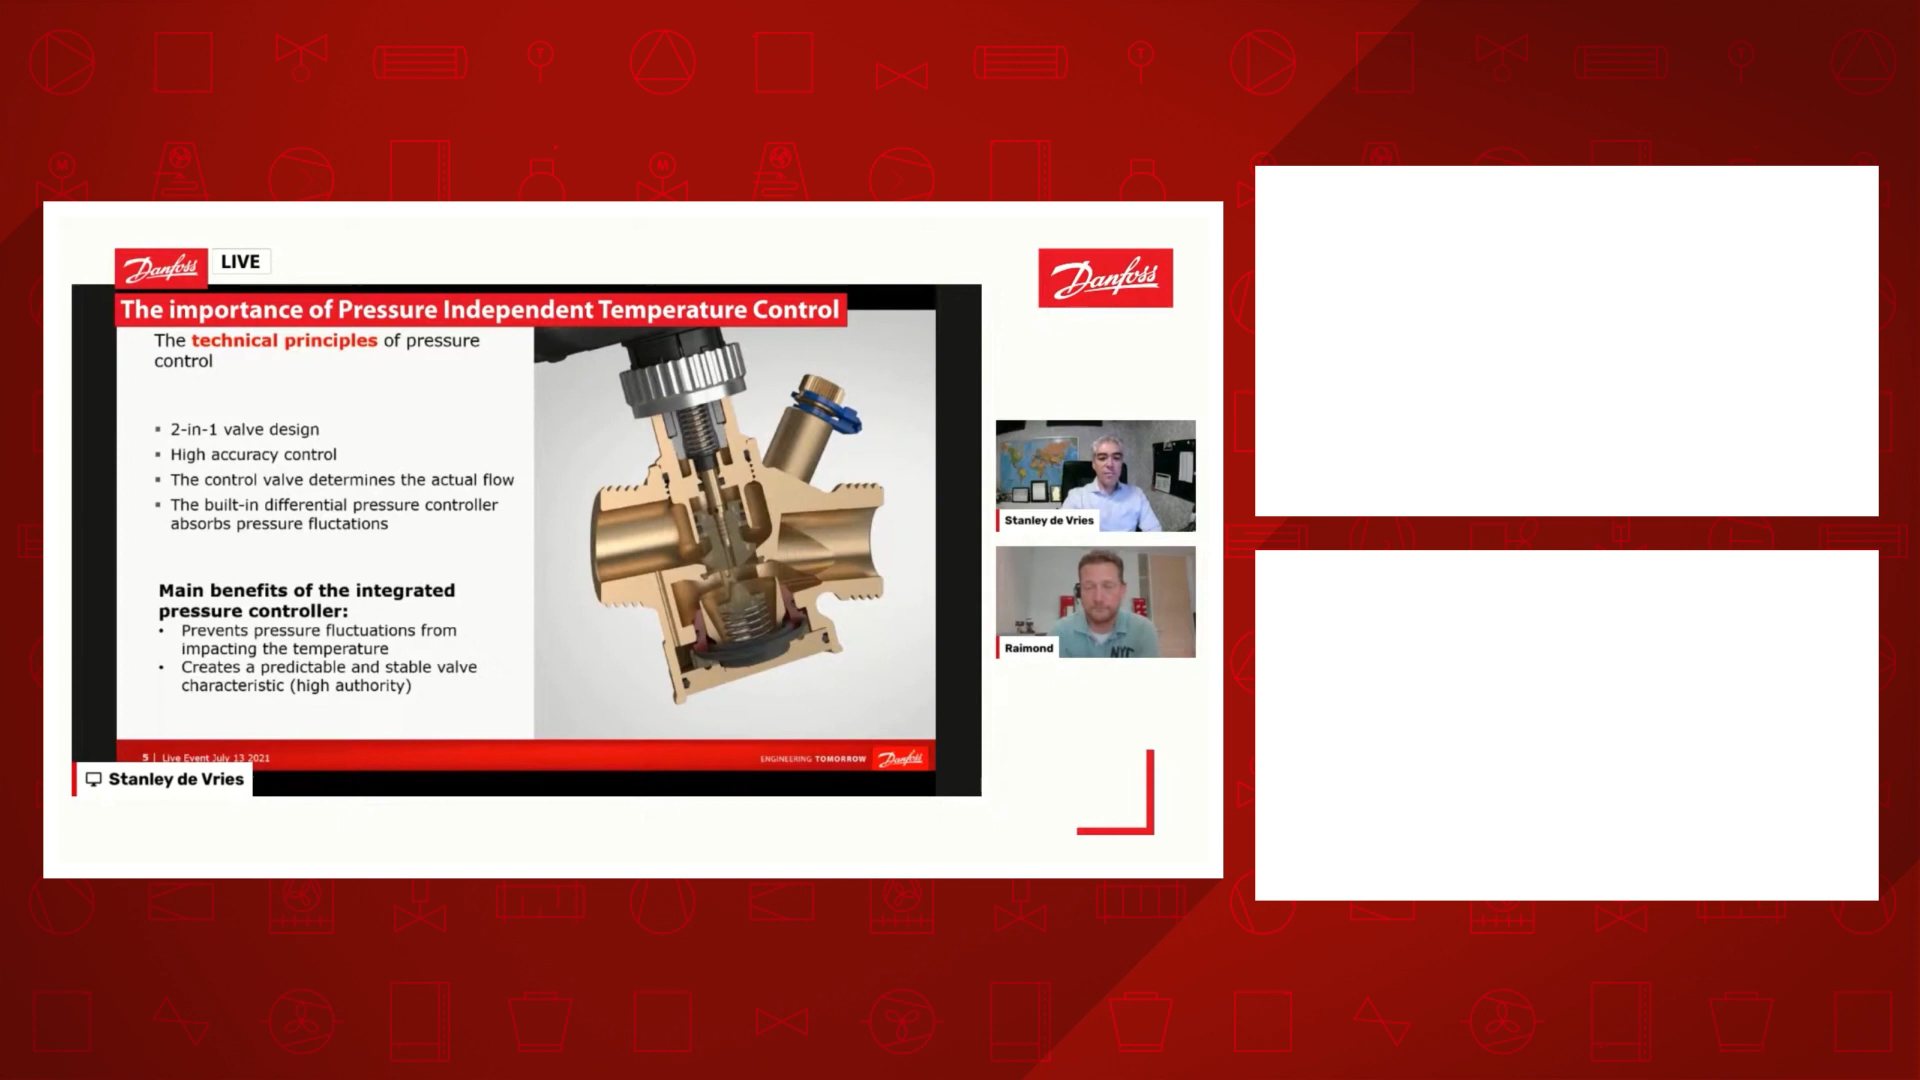 Danfoss
LIVE
Danfoss
The importance of Pressure Independent Temperature Control
The technical principles of pressure
control
▪ 2-in-1 valve design
▪ High accuracy control
▪ The control valve determines the actual flow
▪ The built-in differential pressure controller
absorbs pressure fluctations
Main benefits of the integrated
pressure controller:
• Prevents pressure fluctuations from
impacting the temperature
• Creates a predictable and stable valve
characteristic (high authority)
5 | Live Event July 13 2021
ENGINEERING TOMORROW
Danfoss
Stanley de Vries
Stanley de Vries
NYC
Raimond
T
T
T
M
M